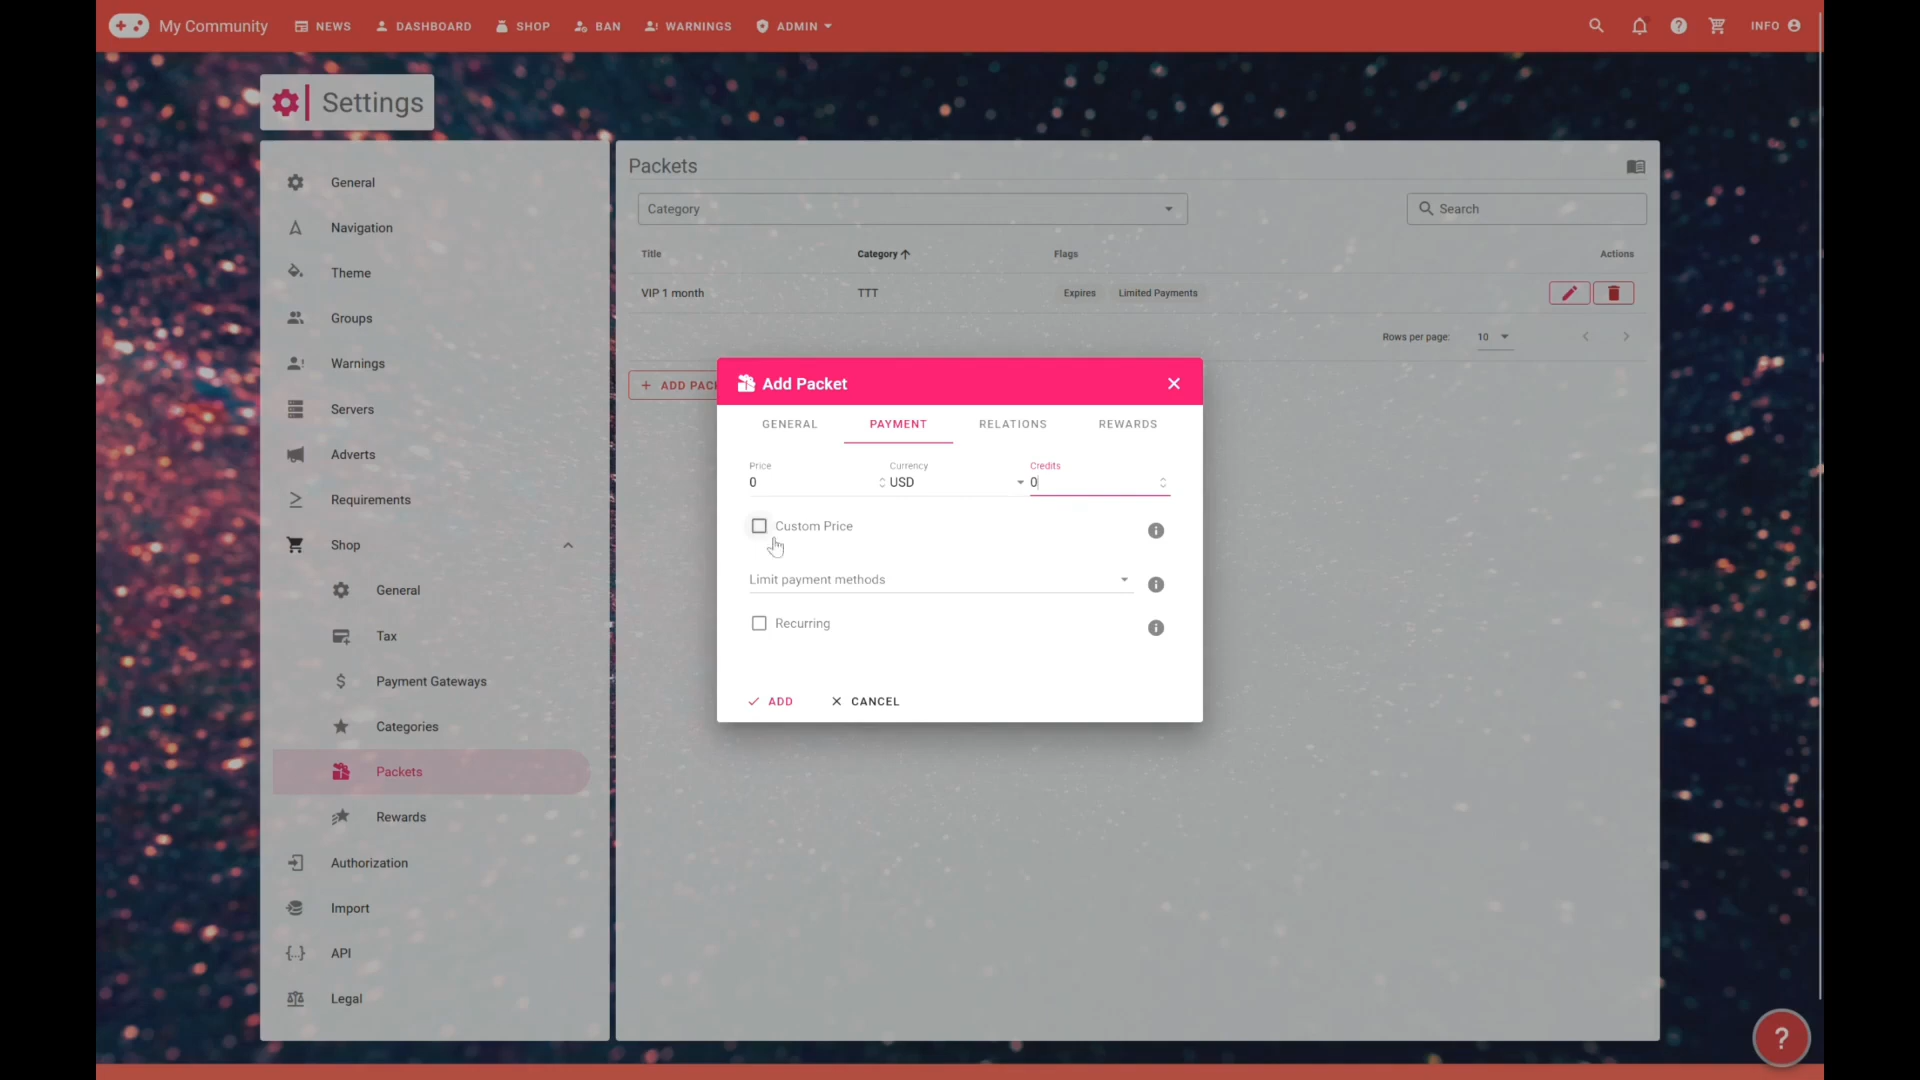 My Community
NEWS
DASHBOARD
SHOP
BAN
WARNINGS
ADMIN
INFO
Settings
General
Navigation
Theme
Groups
Warnings
Servers
Adverts
Requirements
Shop
General
Tax
Payment Gateways
Categories
Packets
Rewards
Authorization
Import
API
Legal
Packets
Category
Search
Title Category Flags Actions
VIP 1 month TTT Expires Limited Payments
Rows per page: 10
+ ADD PACK
Add Packet
GENERAL PAYMENT RELATIONS REWARDS
Price Currency Credits
0 USD 0
Custom Price
Limit payment methods
Recurring
ADD CANCEL
?